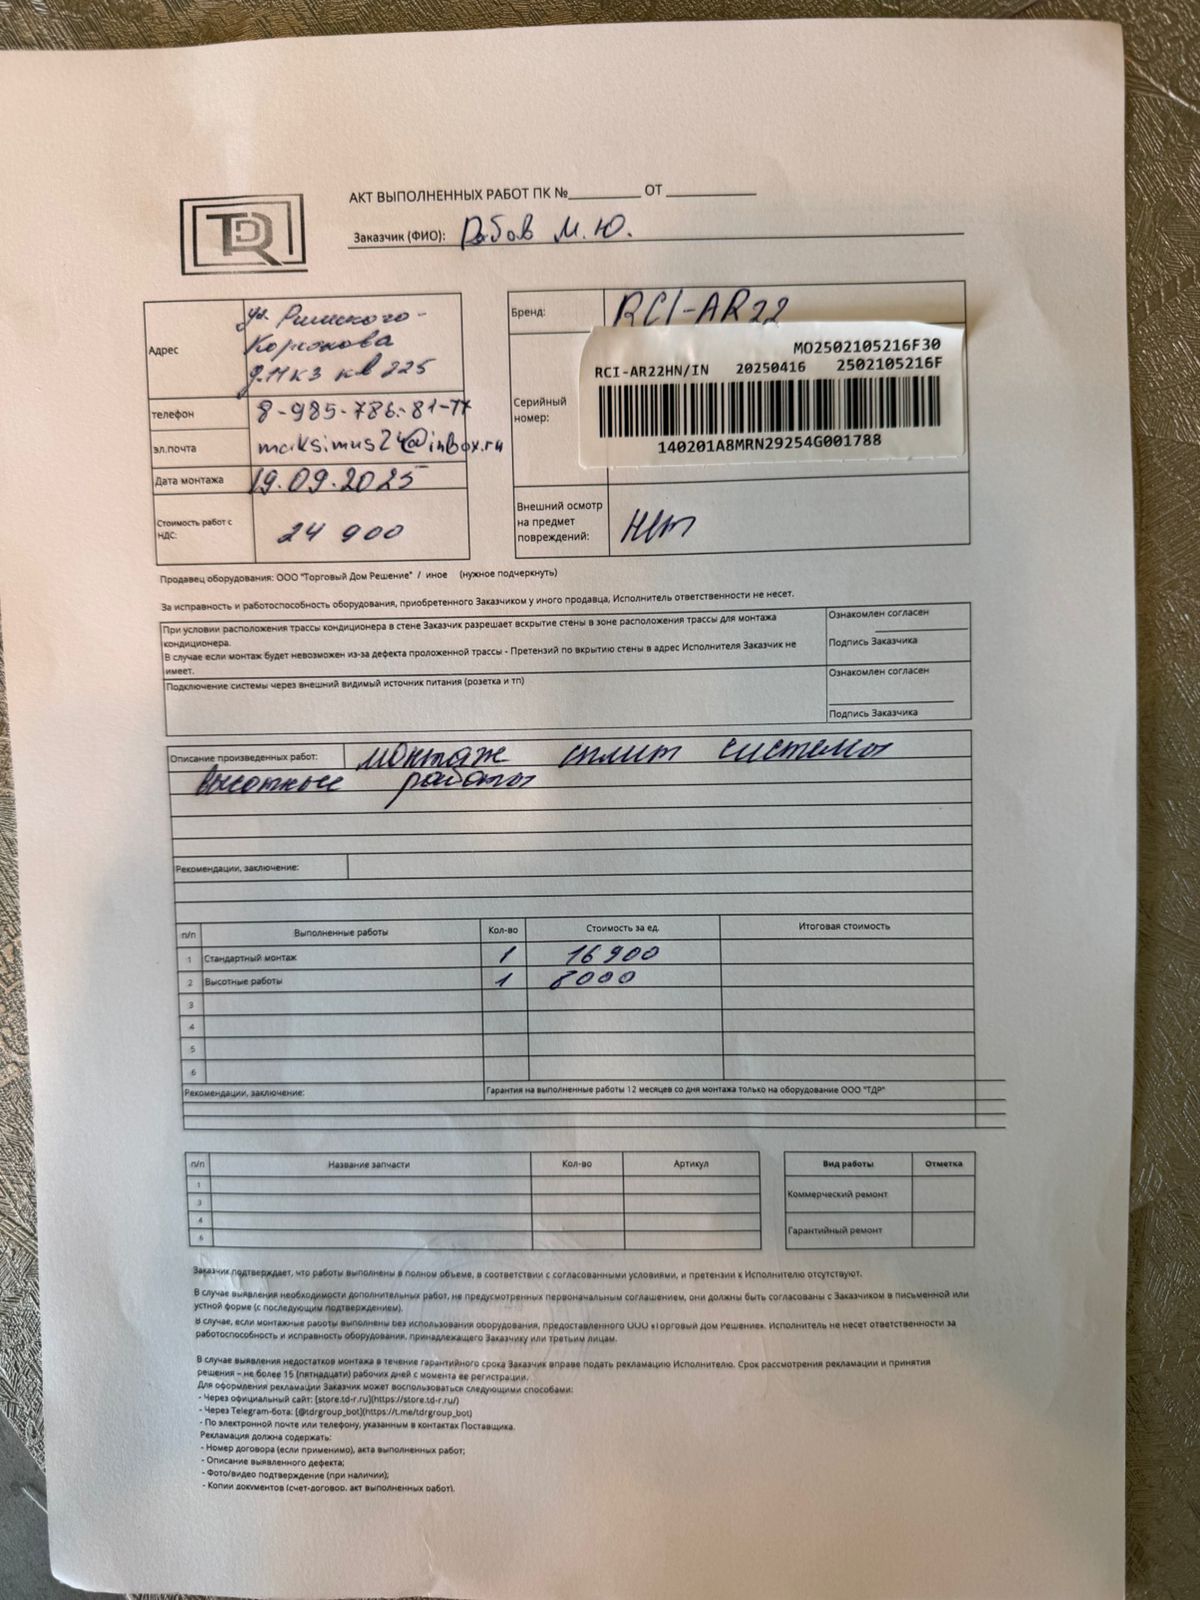 TDR
АКТ ВЫПОЛНЕННЫХ РАБОТ ПК №_________ ОТ ___________
Заказчик (ФИО): Рябов М.Ю.
Адрес
ул Римского-
Корсакова
д.11 к3 кв 225
телефон
8-985-786-81-77
эл.почта
maksimus24@inbox.ru
Дата монтажа
19.09.2025
Стоимость работ с
НДС:
24 900
Бренд:
RCI-AR22
Серийный
номер:
MO2502105216F30
RCI-AR22HN/IN 20250416 2502105216F
140201A8MRN29254G001788
Внешний осмотр
на предмет
повреждений:
нет
Продавец оборудования: ООО "Торговый Дом Решение" / иное (нужное подчеркнуть)
За исправность и работоспособность оборудования, приобретенного Заказчиком у иного продавца, Исполнитель ответственности не несет.
При условии расположения трассы кондиционера в стене Заказчик разрешает вскрытие стены в зоне расположения трассы для монтажа
кондиционера.
В случае если монтаж будет невозможен из-за дефекта проложенной трассы - Претензий по вкрытию стены в адрес Исполнителя Заказчик не
имеет.
Ознакомлен согласен
Подпись Заказчика
Подключение системы через внешний видимый источник питания (розетка и тп)
Ознакомлен согласен
Подпись Заказчика
Описание произведенных работ: монтаж сплит системы
высотные работы
Рекомендации, заключение:
п/п Выполненные работы Кол-во Стоимость за ед. Итоговая стоимость
1 Стандартный монтаж 1 16 900
2 Высотные работы 1 8000
3
4
5
6
Рекомендации, заключение: Гарантия на выполненные работы 12 месяцев со дня монтажа только на оборудование ООО "ТДР"
п/п Название запчасти Кол-во Артикул
1
3
4
6
Вид работы Отметка
Коммерческий ремонт
Гарантийный ремонт
Заказчик подтверждает, что работы выполнены в полном объеме, в соответствии с согласованными условиями, и претензии к Исполнителю отсутствуют.
В случае выявления необходимости дополнительных работ, не предусмотренных первоначальным соглашением, они должны быть согласованы с Заказчиком в письменной или
устной форме (с последующим подтверждением).
В случае, если монтажные работы выполнены без использования оборудования, предоставленного ООО «Торговый Дом Решение». Исполнитель не несет ответственности за
работоспособность и исправность оборудования, принадлежащего Заказчику или третьим лицам.
В случае выявления недостатков монтажа в течение гарантийного срока Заказчик вправе подать рекламацию Исполнителю. Срок рассмотрения рекламации и принятия
решения – не более 15 (пятнадцати) рабочих дней с момента ее регистрации.
Для оформления рекламации Заказчик может воспользоваться следующими способами:
- Через официальный сайт: [store.td-r.ru](https://store.td-r.ru/)
- Через Telegram-бота: [@tdrgroup_bot](https://t.me/tdrgroup_bot)
- По электронной почте или телефону, указанным в контактах Поставщика.
Рекламация должна содержать:
- Номер договора (если применимо), акта выполненных работ;
- Описание выявленного дефекта;
- Фото/видео подтверждение (при наличии);
- Копии документов (счет-договор, акт выполненных работ).